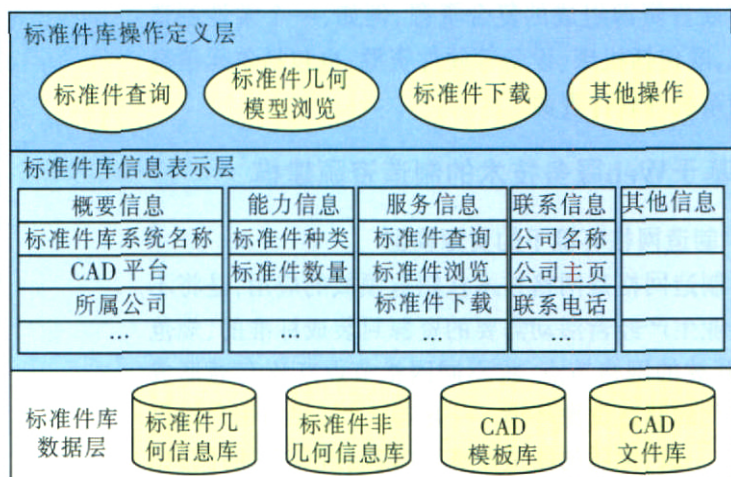 标准件库操作定义层
标准件查询
标准件几何
模型浏览
标准件下载
其他操作
标准件库信息表示层
概要信息 能力信息 服务信息 联系信息 其他信息
标准件库系统名称 标准件种类 标准件查询 公司名称
CAD 平台 标准件数量 标准件浏览 公司主页
所属公司 标准件下载 联系电话
… … … …
标准件库
数据层
标准件几
何信息库
标准件非
几何信息库
CAD
模板库
CAD
文件库